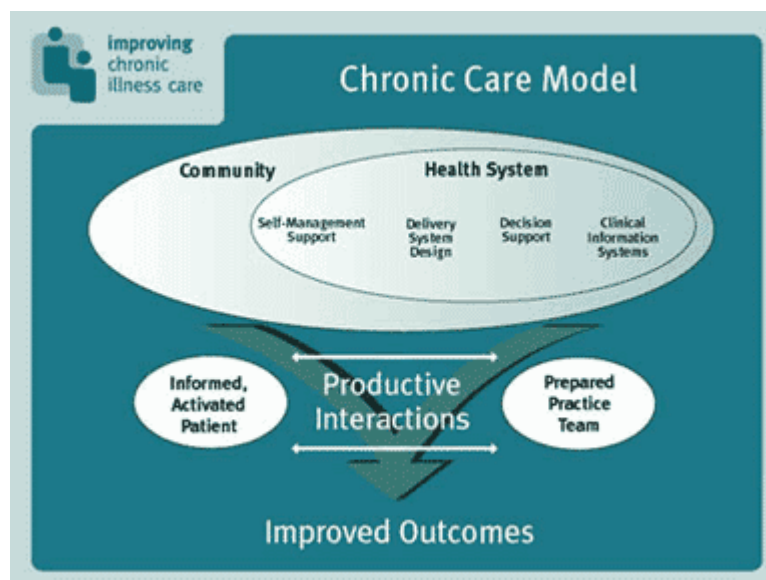 improving
chronic
illness care
Chronic Care Model
Community
Health System
Self-Management
Support
Delivery
System
Design
Decision
Support
Clinical
Information
Systems
Informed,
Activated
Patient
Productive
Interactions
Prepared
Practice
Team
Improved Outcomes